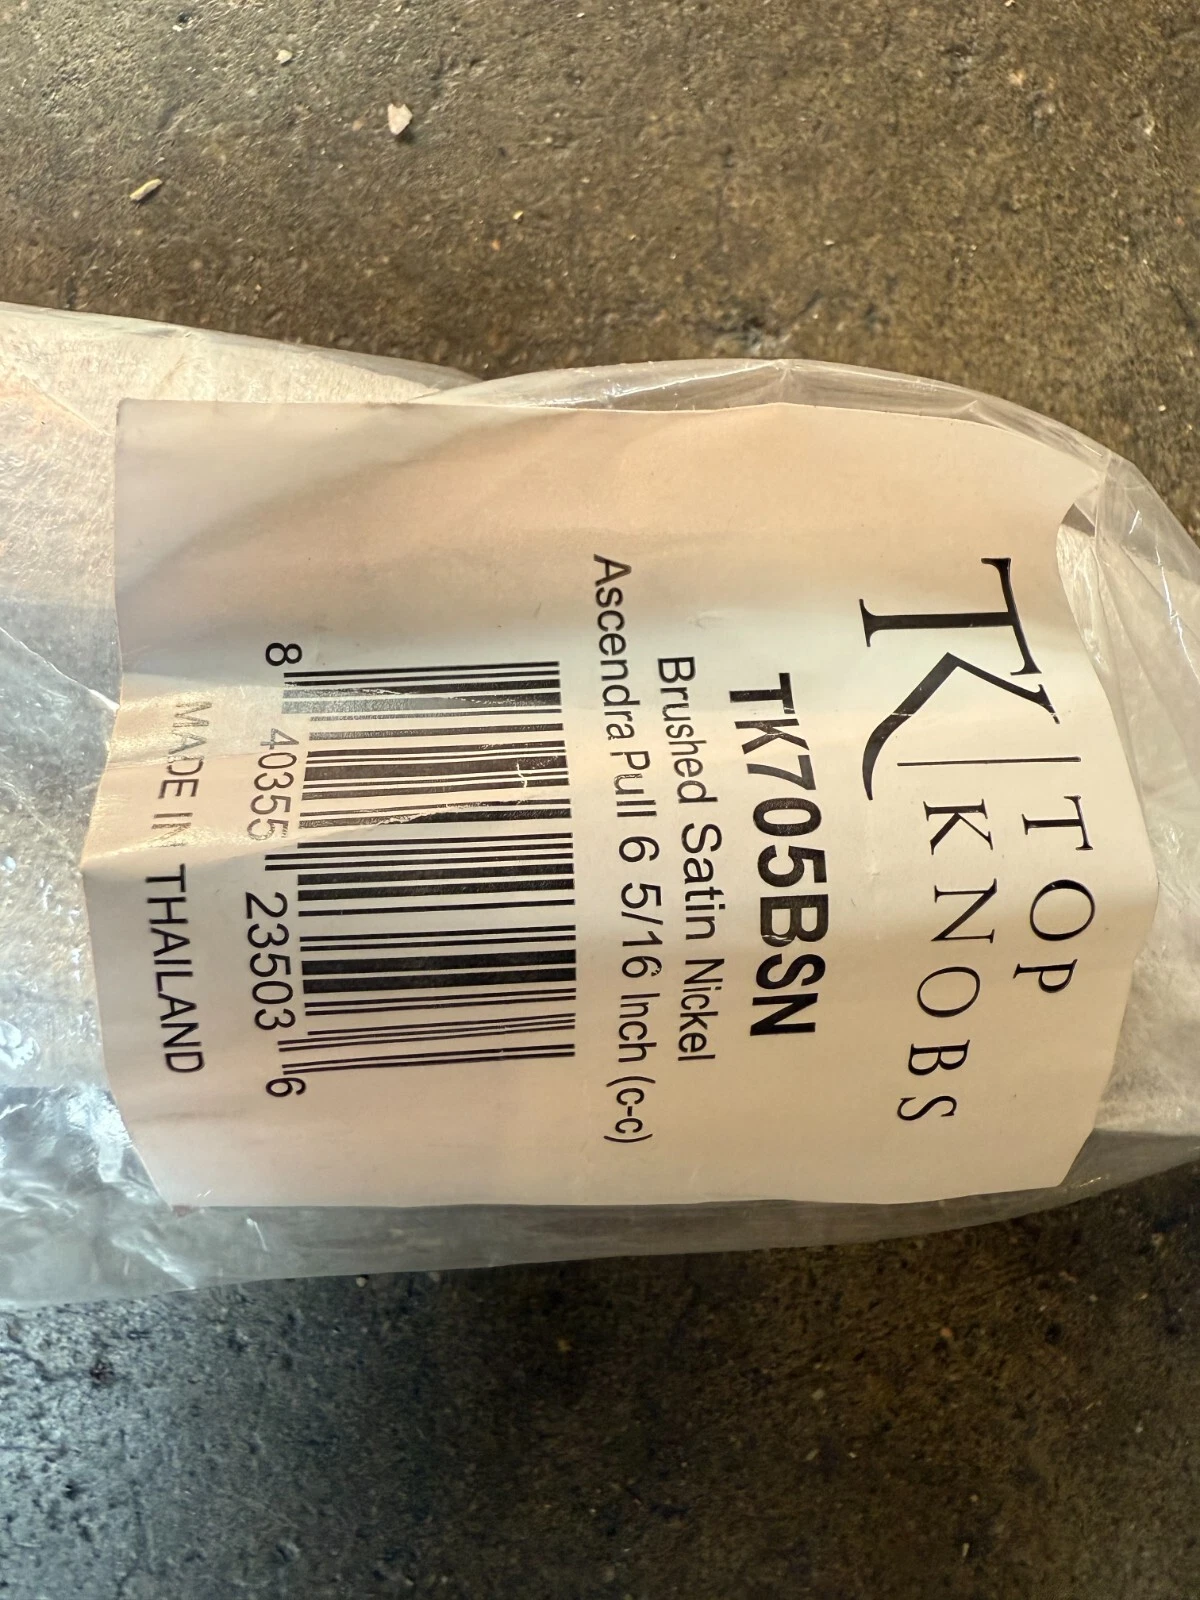 TK TOP
KNOBS
TK705BSN
Brushed Satin Nickel
Ascendra Pull 6 5/16 Inch (c-c)
8 40355 23503 6
MADE IN THAILAND